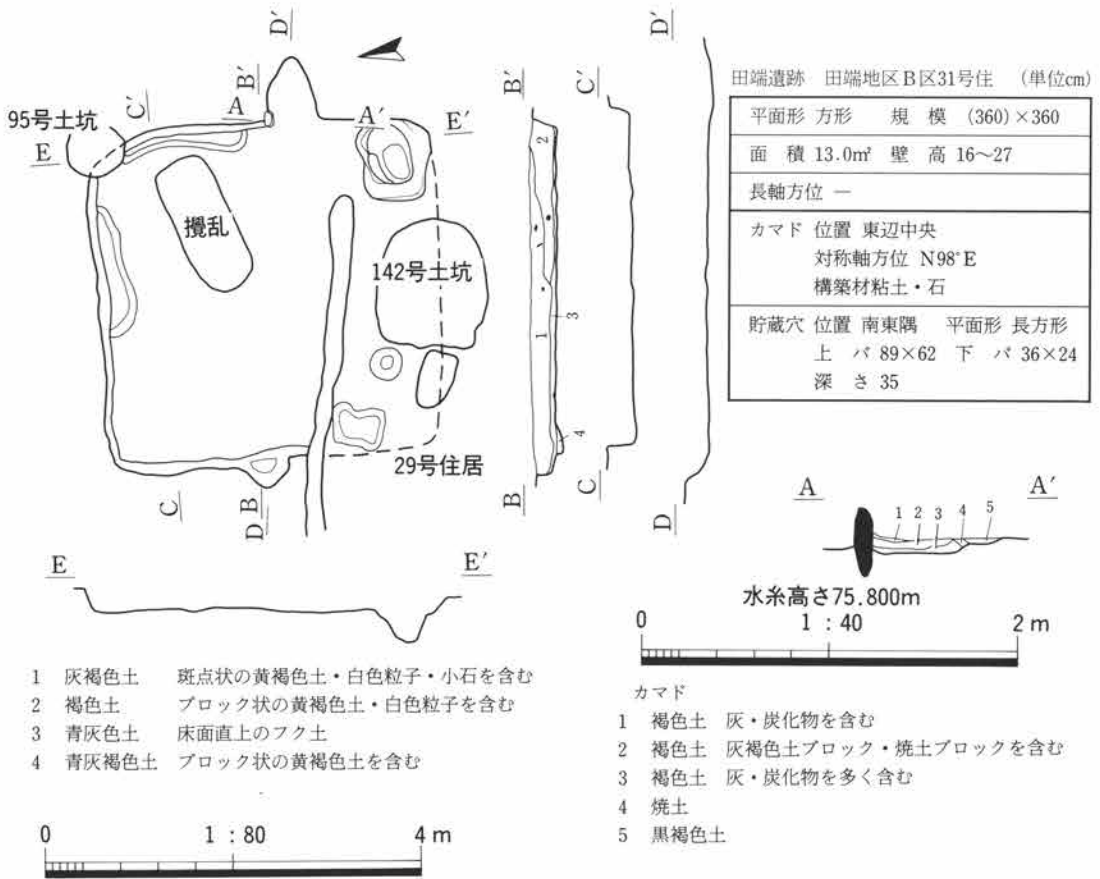 D′
B′
C′
A
A′
E′
95号土坑
E
攪乱
142号土坑
29号住居
C
B
D
B′
2
3
1
4
B
C′
C
D′
D
田端遺跡 田端地区B区31号住 (単位cm)
平面形 方形 規 模 (360)×360
面 積 13.0㎡ 壁 高 16〜27
長軸方位 —
カマド 位置 東辺中央
対称軸方位 N98°E
構築材粘土・石
貯蔵穴 位置 南東隅 平面形 長方形
上 バ 89×62 下 バ 36×24
深 さ 35
A
A′
1 2 3 4 5
水糸高さ75.800m
0 1:40 2m
E
E′
1 灰褐色土 斑点状の黄褐色土・白色粒子・小石を含む
2 褐色土 ブロック状の黄褐色土・白色粒子を含む
3 青灰色土 床面直上のフク土
4 青灰褐色土 ブロック状の黄褐色土を含む
0 1:80 4m
カマド
1 褐色土 灰・炭化物を含む
2 褐色土 灰褐色土ブロック・焼土ブロックを含む
3 褐色土 灰・炭化物を多く含む
4 焼土
5 黒褐色土